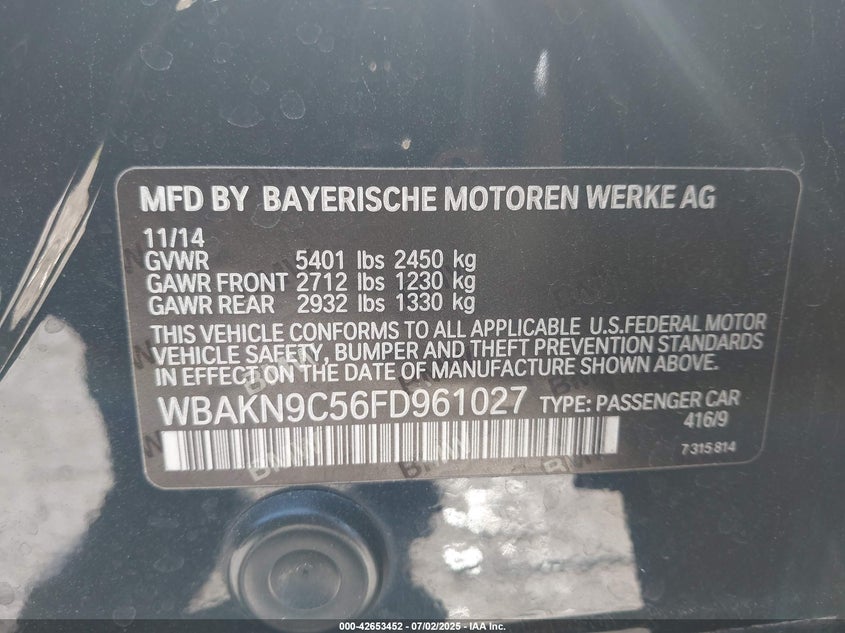 MFD BY BAYERISCHE MOTOREN WERKE AG
11/14
GVWR 5401 lbs 2450 kg
GAWR FRONT 2712 lbs 1230 kg
GAWR REAR 2932 lbs 1330 kg
THIS VEHICLE CONFORMS TO ALL APPLICABLE U.S.FEDERAL MOTOR
VEHICLE SAFETY, BUMPER AND THEFT PREVENTION STANDARDS
IN EFFECT ON THE DATE OF MANUFACTURE SHOWN ABOVE.
WBAKN9C56FD961027 TYPE: PASSENGER CAR
416/9
7 315 814
000-42653452 - 07/02/2025 - IAA Inc.